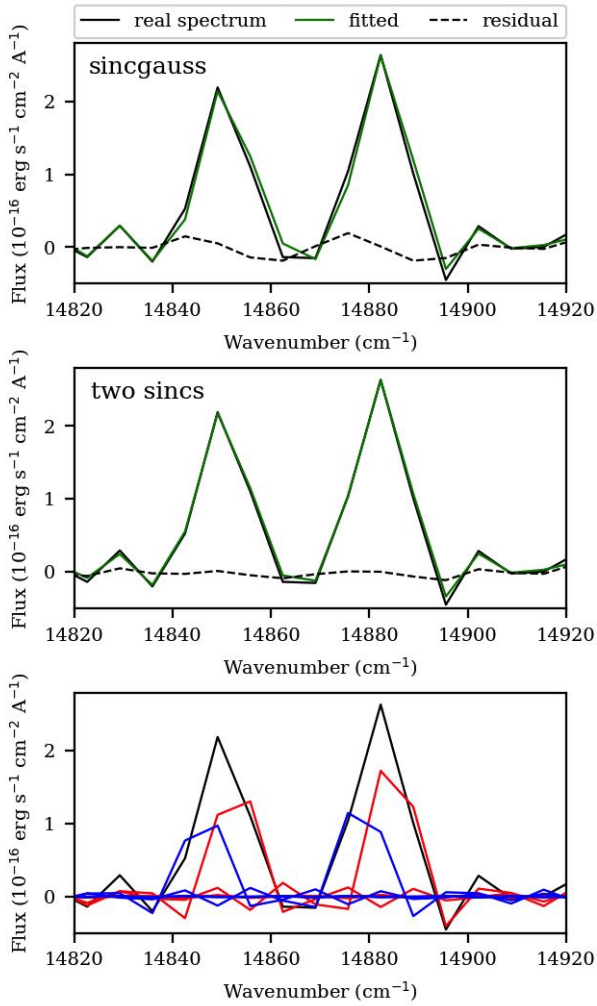 real spectrum fitted residual
sincgauss
2
1
0
Flux (10⁻¹⁶ erg s⁻¹ cm⁻² A⁻¹)
14820 14840 14860 14880 14900 14920
Wavenumber (cm⁻¹)
two sincs
2
1
0
Flux (10⁻¹⁶ erg s⁻¹ cm⁻² A⁻¹)
14820 14840 14860 14880 14900 14920
Wavenumber (cm⁻¹)
2
1
0
Flux (10⁻¹⁶ erg s⁻¹ cm⁻² A⁻¹)
14820 14840 14860 14880 14900 14920
Wavenumber (cm⁻¹)